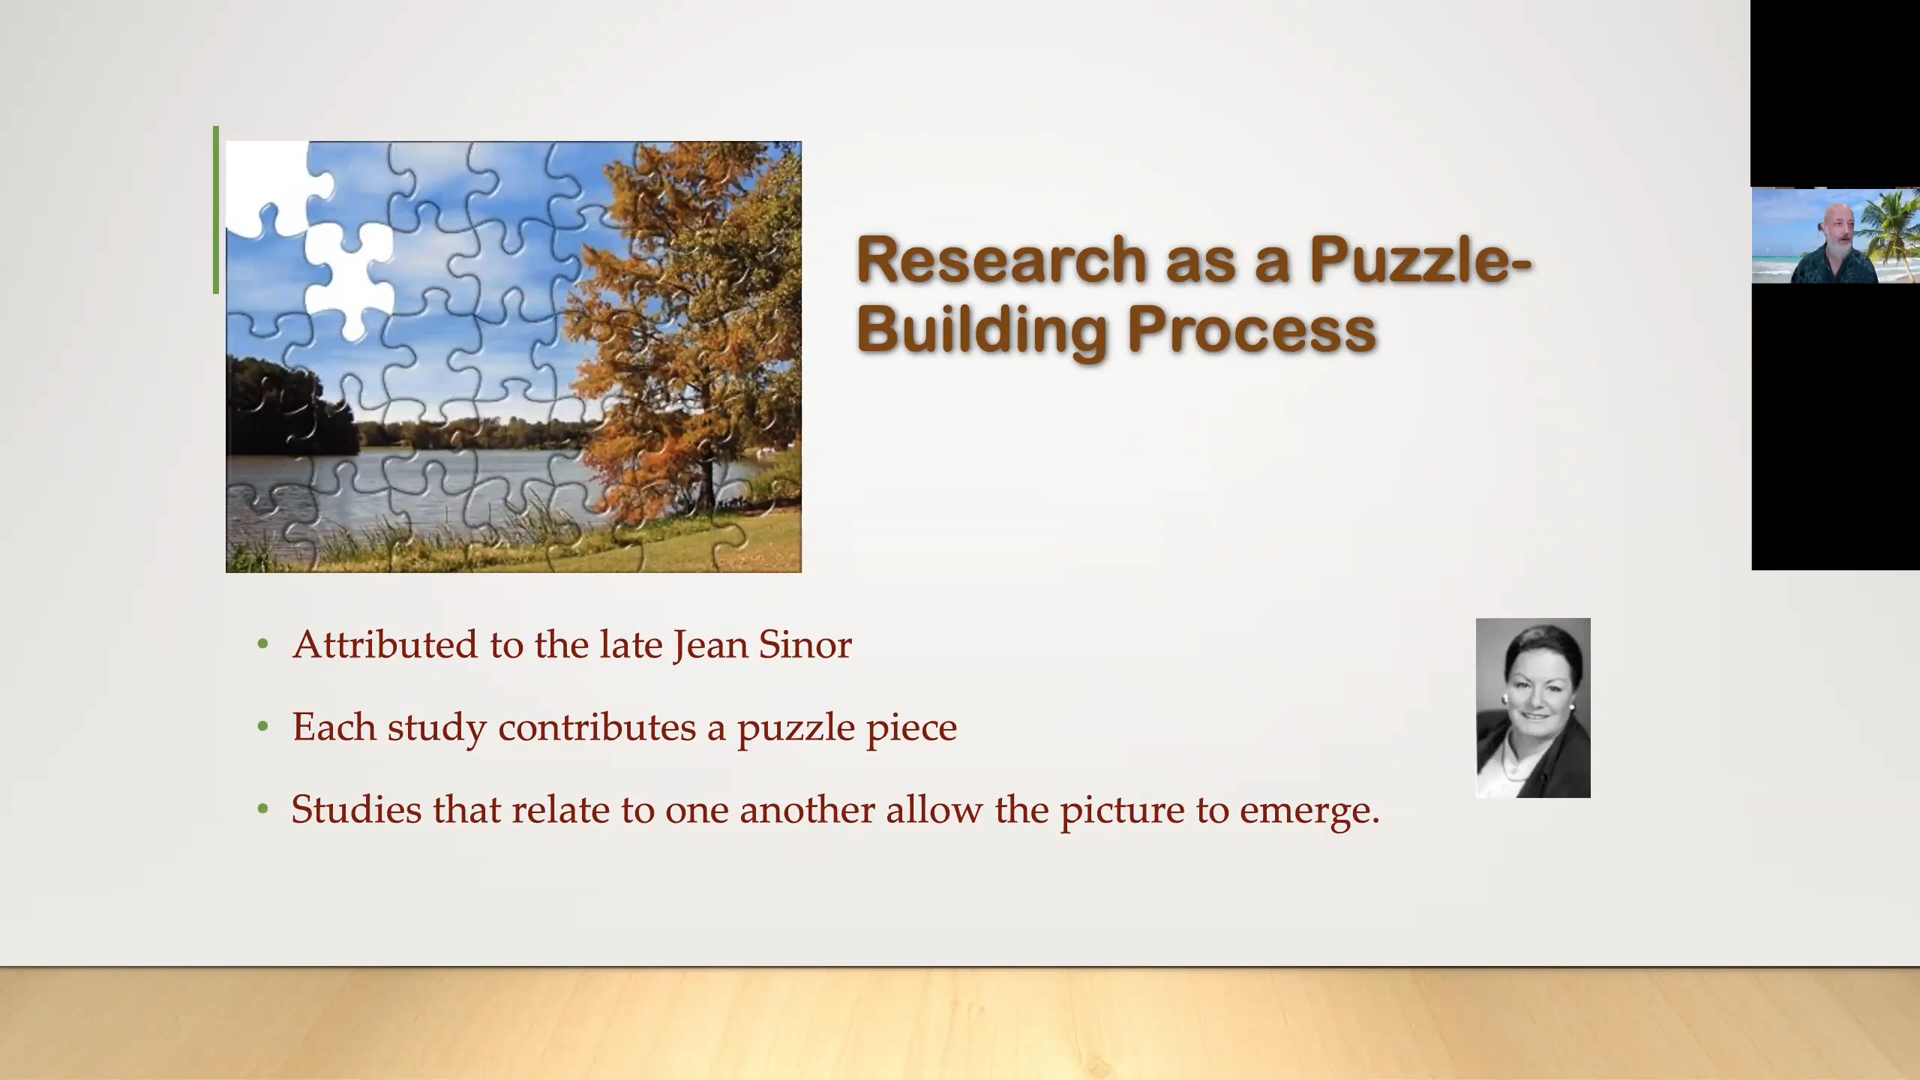 Research as a Puzzle-
Building Process
• Attributed to the late Jean Sinor
• Each study contributes a puzzle piece
• Studies that relate to one another allow the picture to emerge.